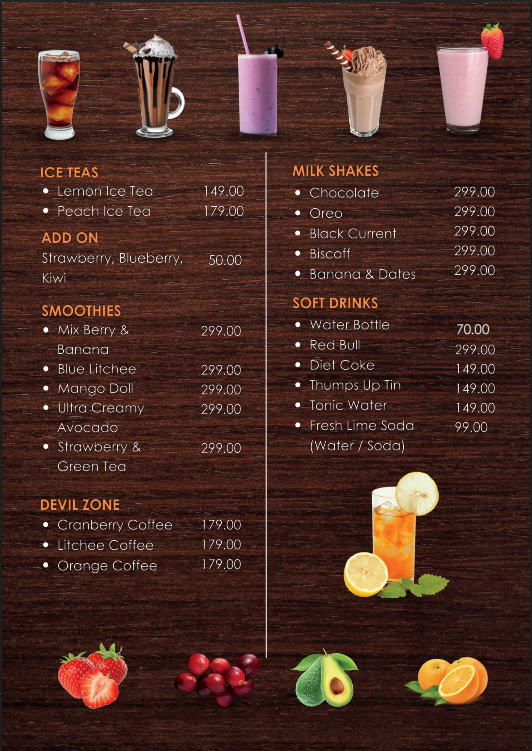 ICE TEAS
• Lemon Ice Tea 149.00
• Peach Ice Tea 179.00
ADD ON
Strawberry, Blueberry, 50.00
Kiwi
SMOOTHIES
• Mix Berry & 299.00
Banana
• Blue Litchee 299.00
• Mango Doll 299.00
• Ultra Creamy 299.00
Avocado
• Strawberry & 299.00
Green Tea
DEVIL ZONE
• Cranberry Coffee 179.00
• Litchee Coffee 179.00
• Orange Coffee 179.00
MILK SHAKES
• Chocolate 299.00
• Oreo 299.00
• Black Current 299.00
• Biscoff 299.00
• Banana & Dates 299.00
SOFT DRINKS
• Water Bottle 70.00
• Red Bull 299.00
• Diet Coke 149.00
• Thumps Up Tin 149.00
• Tonic Water 149.00
• Fresh Lime Soda 99.00
(Water / Soda)